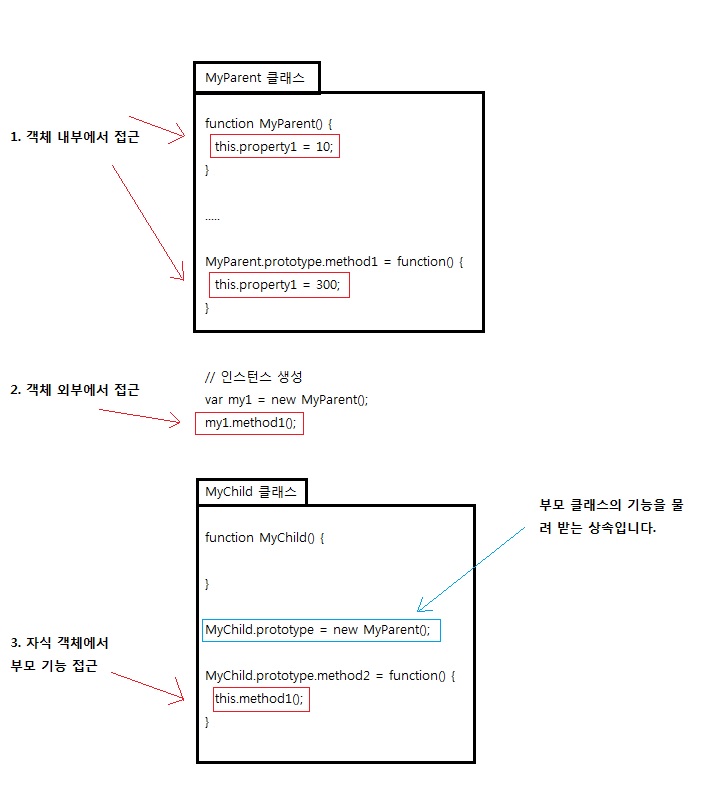 MyParent 클래스
function MyParent() {
1. 객체 내부에서 접근
this.property1 = 10;
}
.....
MyParent.prototype.method1 = function() {
this.property1 = 300;
}
// 인스턴스 생성
2. 객체 외부에서 접근
var my1 = new MyParent();
my1.method1();
MyChild 클래스
부모 클래스의 기능을 물
려 받는 상속입니다.
function MyChild() {
}
MyChild.prototype = new MyParent();
3. 자식 객체에서
부모 기능 접근
MyChild.prototype.method2 = function() {
this.method1();
}